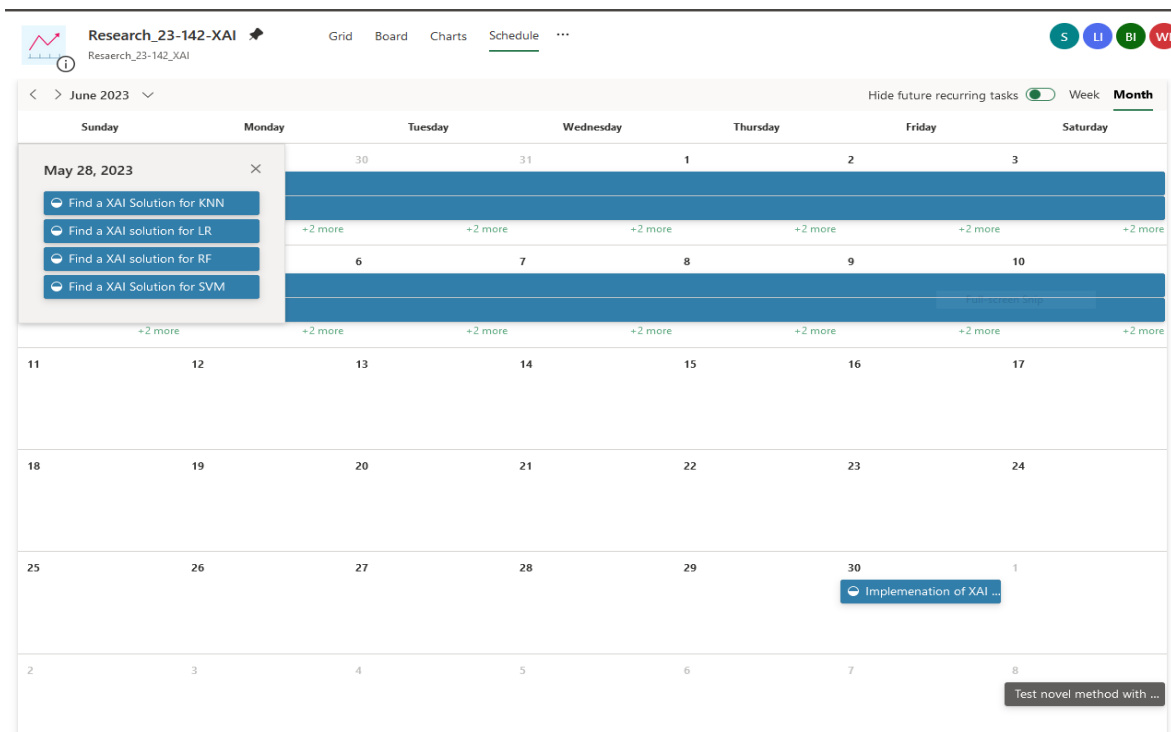 Research_23-142-XAI
Grid Board Charts Schedule ...
S LI BI WI
Resaerch_23-142_XAI
June 2023
Hide future recurring tasks Week Month
Sunday Monday Tuesday Wednesday Thursday Friday Saturday
May 28, 2023
30 31 1 2 3
Find a XAI Solution for KNN
Find a XAI solution for LR
Find a XAI solution for RF
Find a XAI Solution for SVM
+2 more +2 more +2 more +2 more +2 more +2 more
6 7 8 9 10
Full-screen Snip
+2 more +2 more +2 more +2 more +2 more +2 more +2 more
11 12 13 14 15 16 17
18 19 20 21 22 23 24
25 26 27 28 29 30 1
Implemenation of XAI ...
2 3 4 5 6 7 8
Test novel method with ...